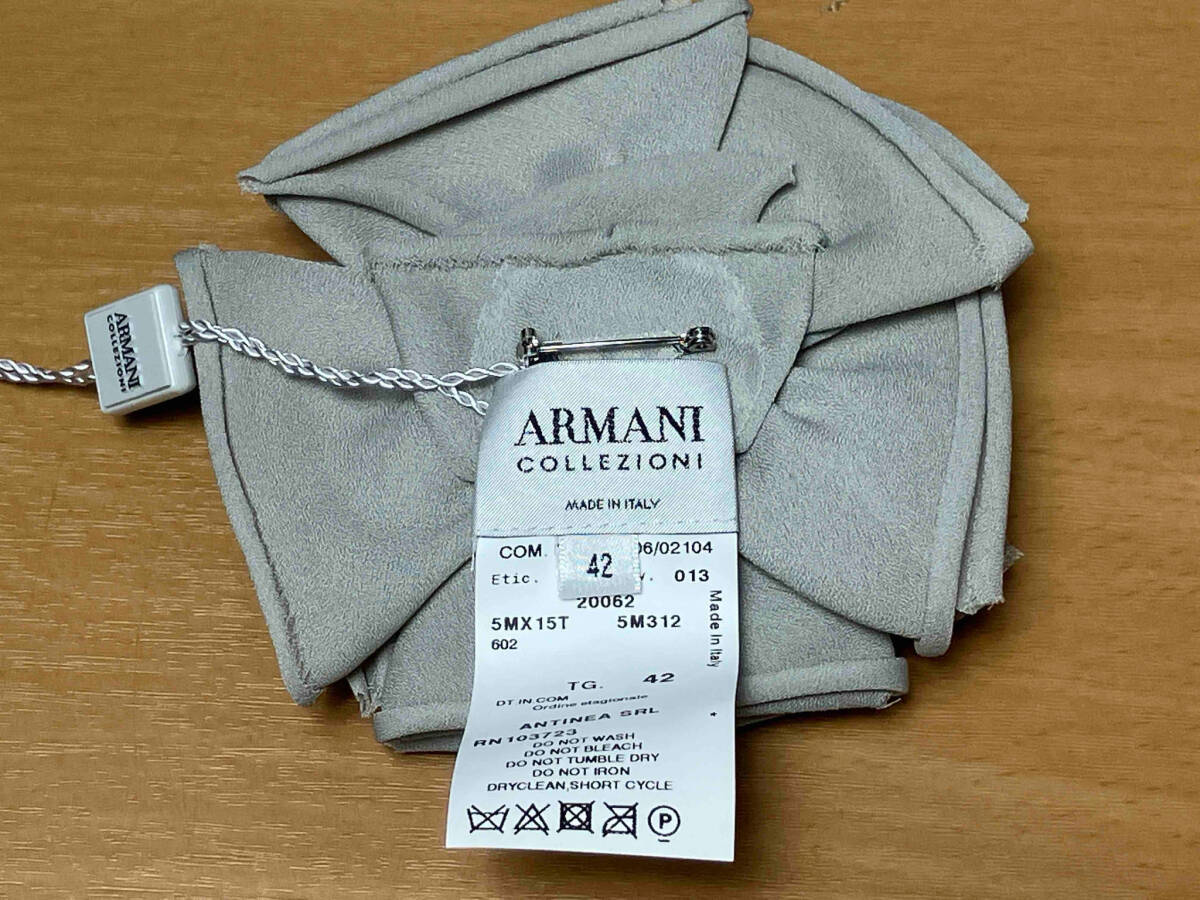 ARMANI
COLLEZIONI
ARMANI
COLLEZIONI
MADE IN ITALY
COM. 06/02104
42
Etic. 013
20062
5MX15T 5M312
602
Made in Italy
TG. 42
DT.IN.COM
Ordine stagionale
ANTINEA SRL *
RN103723
DO NOT WASH
DO NOT BLEACH
DO NOT TUMBLE DRY
DO NOT IRON
DRYCLEAN,SHORT CYCLE
P